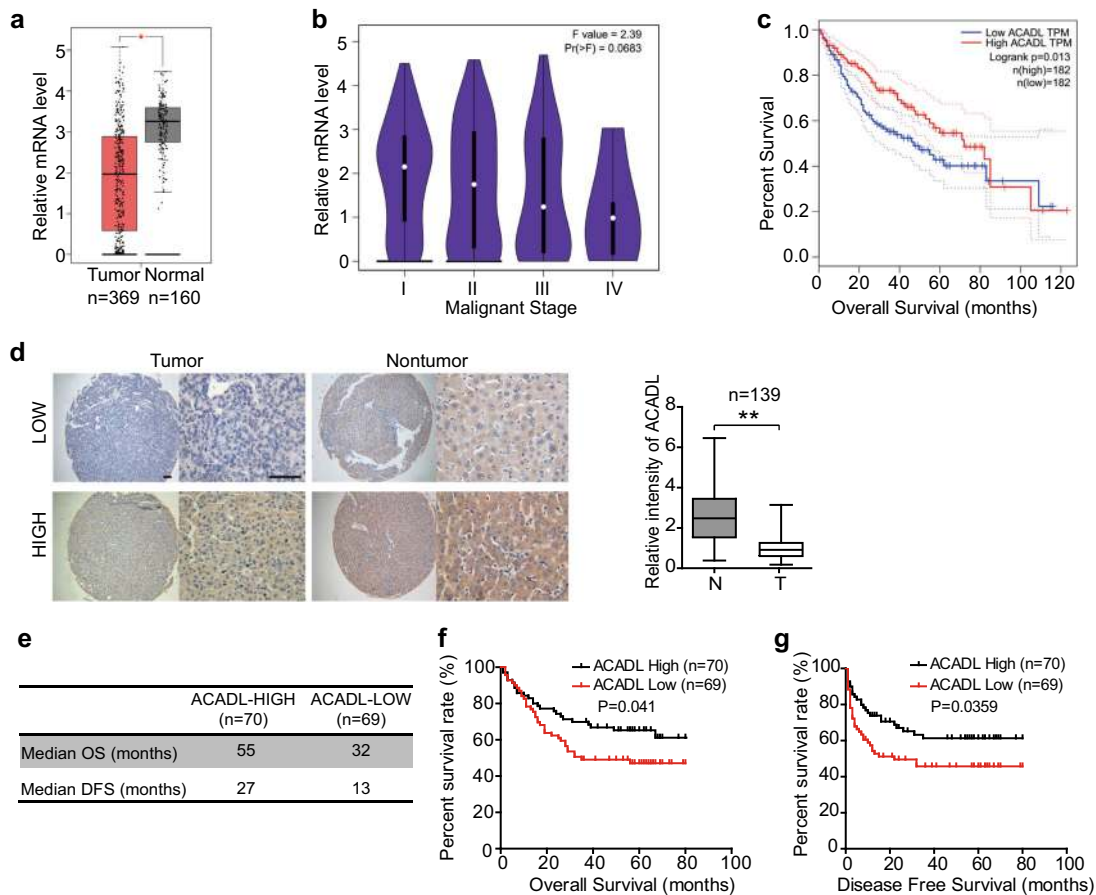 a
Relative mRNA level
5
4
3
2
1
0
*
Tumor Normal
n=369 n=160
b
Relative mRNA level
5
4
3
2
1
0
F value = 2.39
Pr(>F) = 0.0683
I II III IV
Malignant Stage
c
Percent Survival
1.0
0.8
0.6
0.4
0.2
0.0
Low ACADL TPM
High ACADL TPM
Logrank p=0.013
n(high)=182
n(low)=182
0 20 40 60 80 100 120
Overall Survival (months)
d
Tumor Nontumor
LOW
HIGH
Relative intensity of ACADL
n=139
**
8
6
4
2
0
N T
e
ACADL-HIGH ACADL-LOW
(n=70) (n=69)
Median OS (months) 55 32
Median DFS (months) 27 13
f
Percent survival rate (%)
100
80
60
40
20
0
ACADL High (n=70)
ACADL Low (n=69)
P=0.041
0 20 40 60 80 100
Overall Survival (months)
g
Percent survival rate (%)
100
80
60
40
20
0
ACADL High (n=70)
ACADL Low (n=69)
P=0.0359
0 20 40 60 80 100
Disease Free Survival (months)